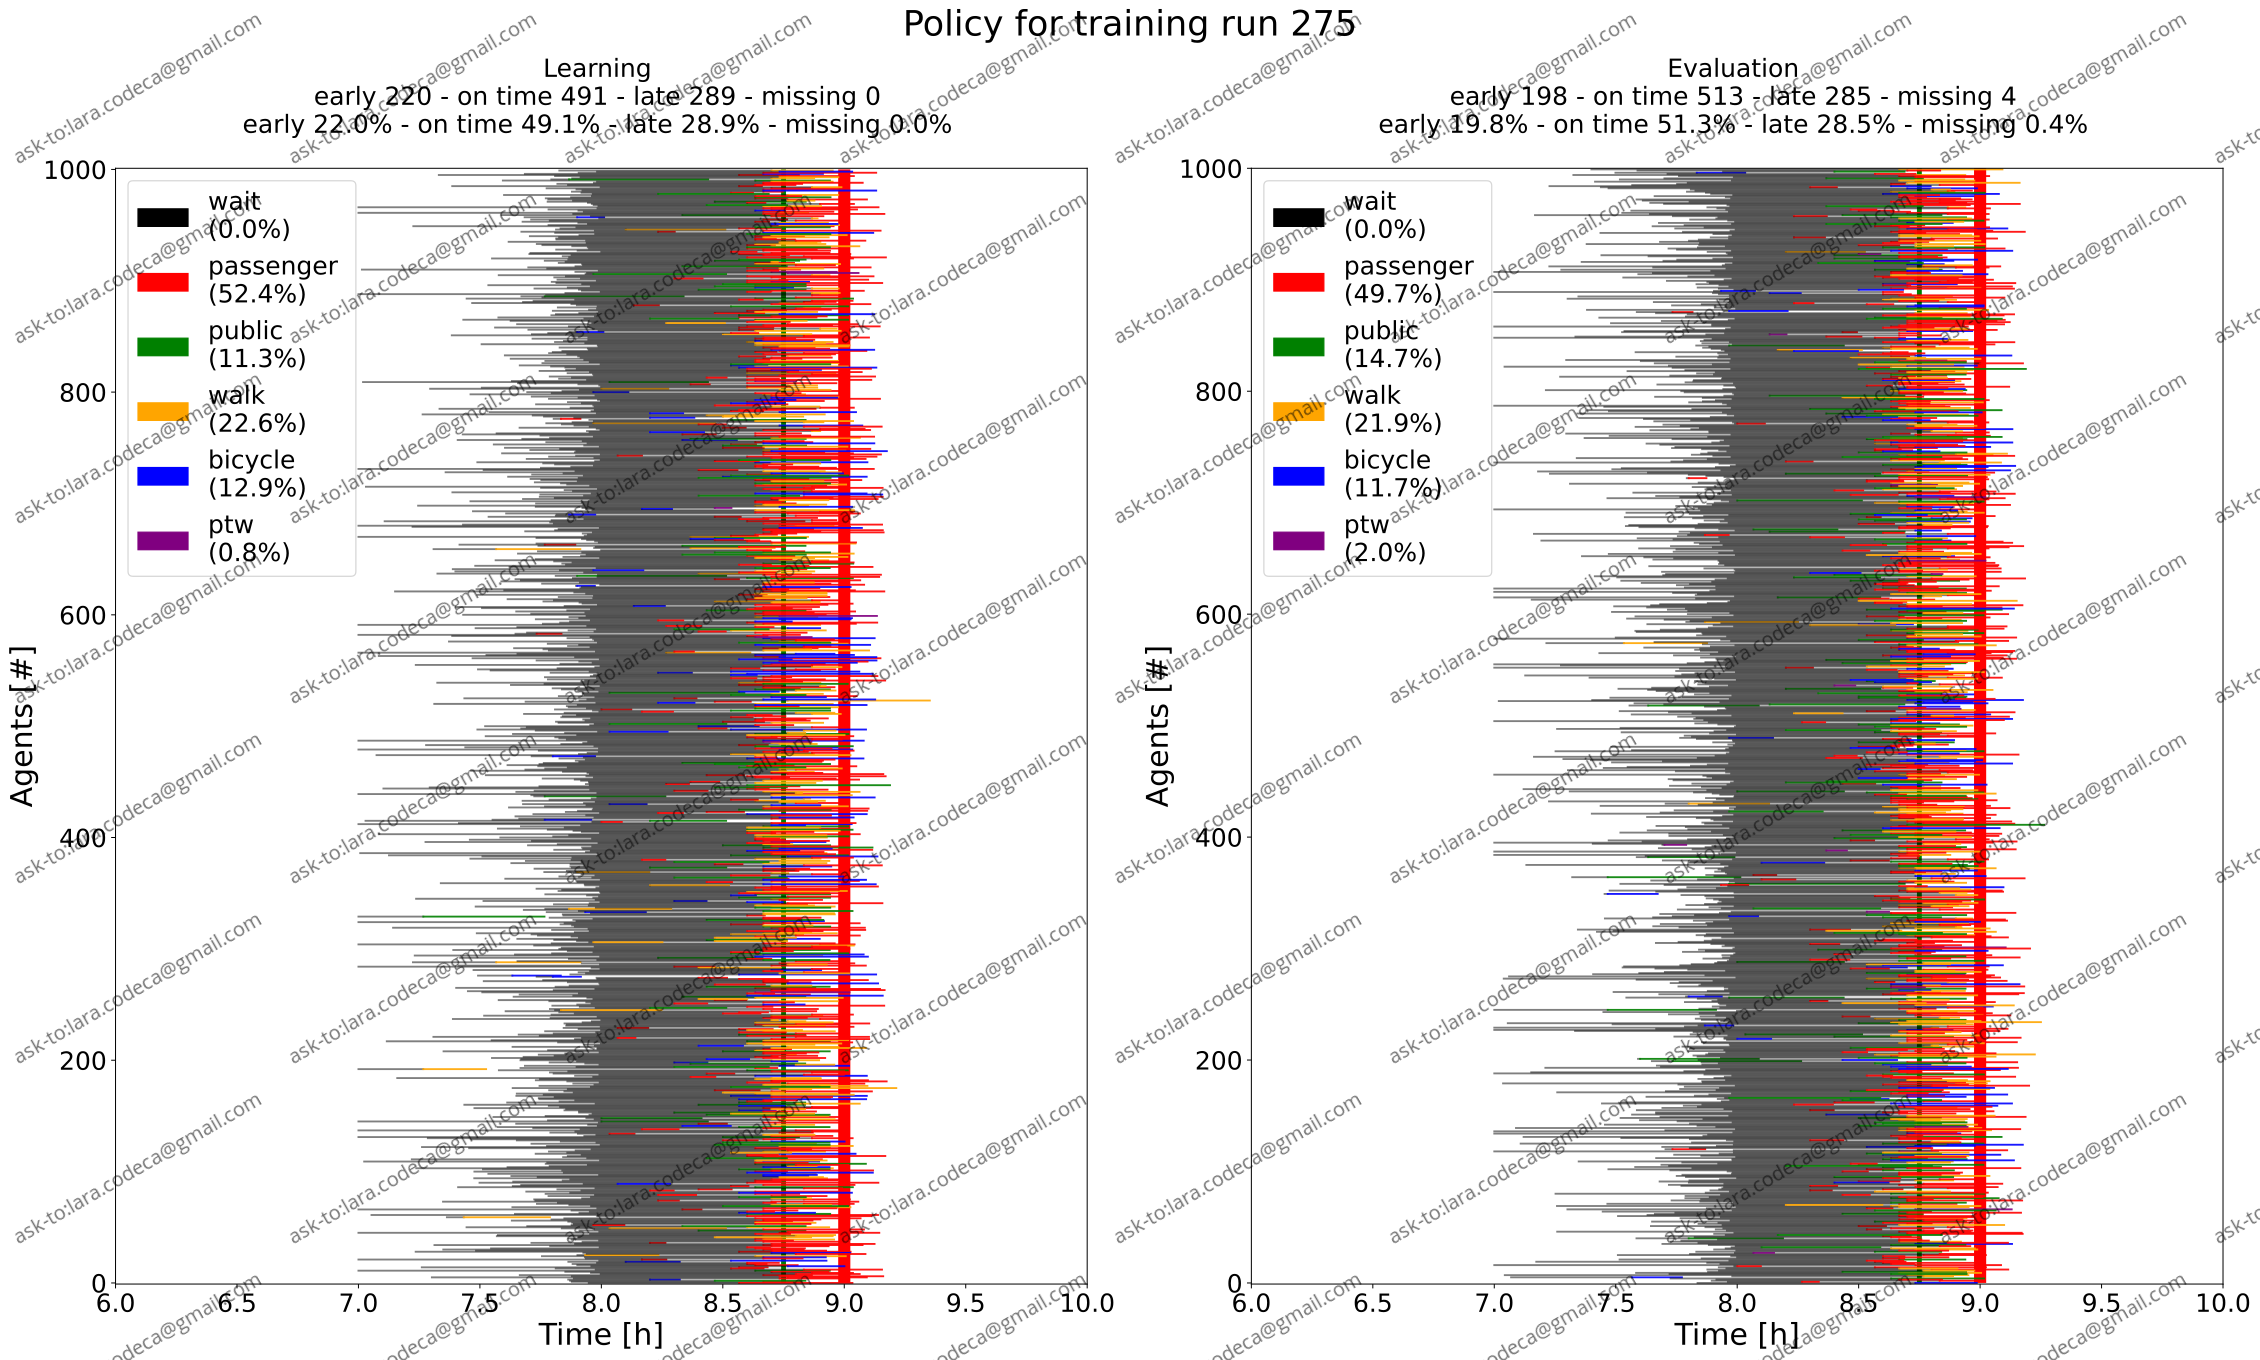 Policy for training run 275
Learning
early 220 - on time 491 - late 289 - missing 0
early 22.0% - on time 49.1% - late 28.9% - missing 0.0%
1000
800
600
400
200
0
Agents [#]
wait
(0.0%)
passenger
(52.4%)
public
(11.3%)
walk
(22.6%)
bicycle
(12.9%)
ptw
(0.8%)
6.0 6.5 7.0 7.5 8.0 8.5 9.0 9.5 10.0
Time [h]
Evaluation
early 198 - on time 513 - late 285 - missing 4
early 19.8% - on time 51.3% - late 28.5% - missing 0.4%
1000
800
600
400
200
0
Agents [#]
wait
(0.0%)
passenger
(49.7%)
public
(14.7%)
walk
(21.9%)
bicycle
(11.7%)
ptw
(2.0%)
6.0 6.5 7.0 7.5 8.0 8.5 9.0 9.5 10.0
Time [h]
ask-to:lara.codeca@gmail.com